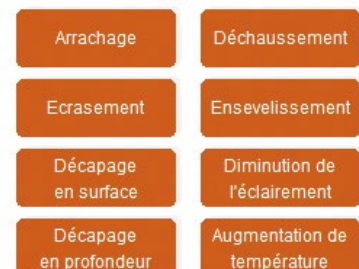 Arrachage
Déchaussement
Ecrasement
Ensevelissement
Décapage
en surface
Diminution de
l'éclairement
Décapage
en profondeur
Augmentation de
température